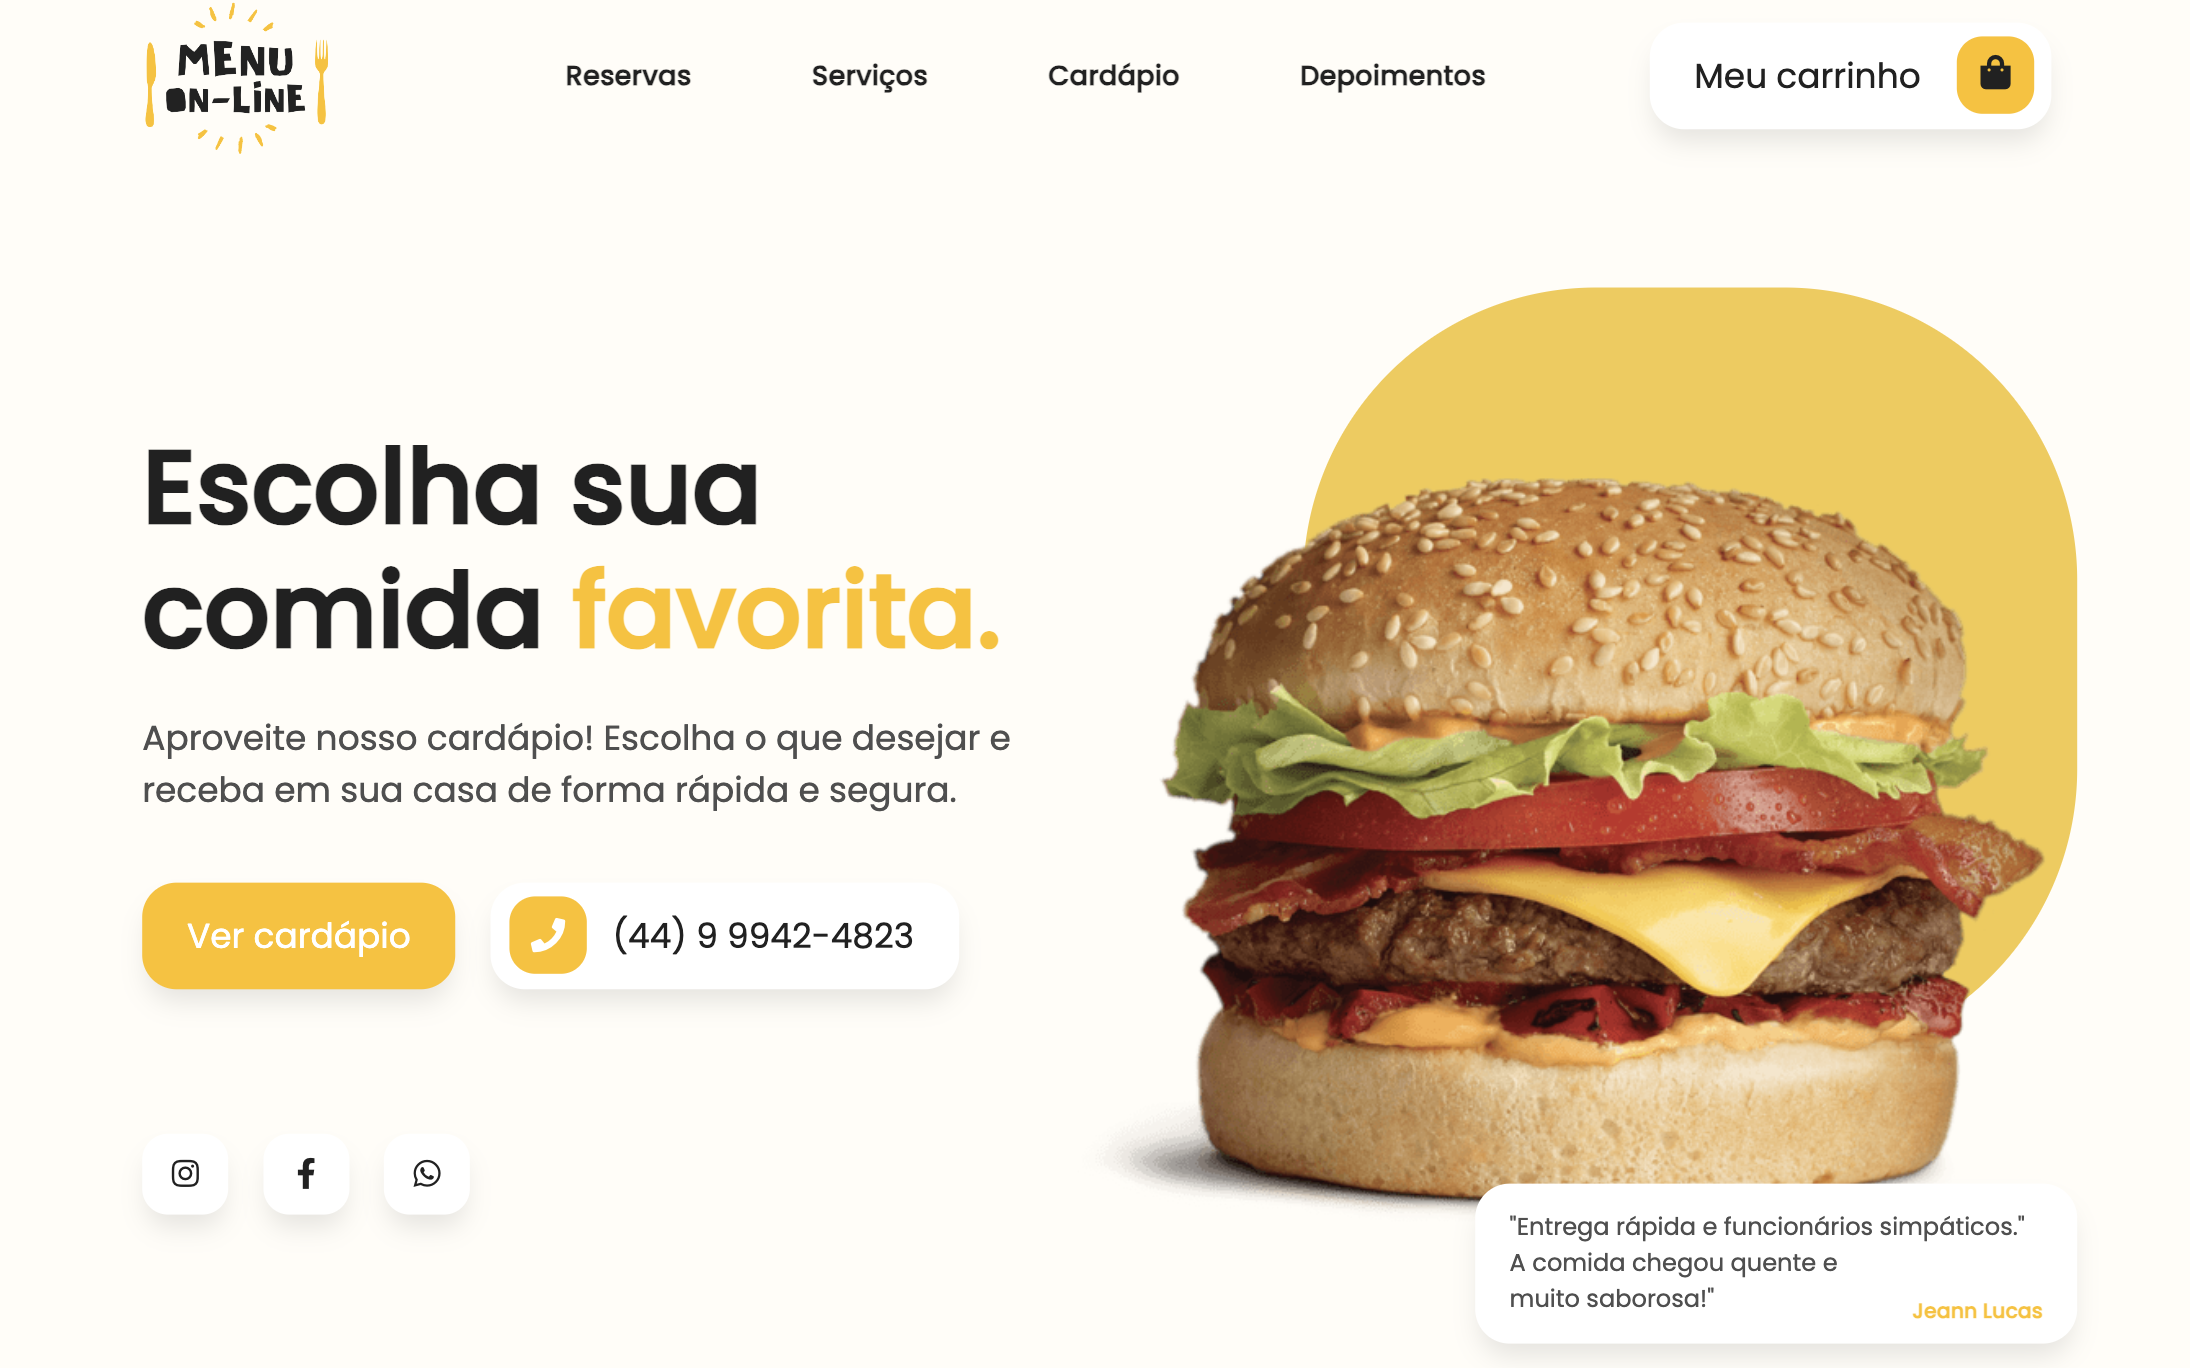 MENU
ON-LÍNE
Reservas
Serviços
Cardápio
Depoimentos
Meu carrinho
Escolha sua
comida favorita.
Aproveite nosso cardápio! Escolha o que desejar e
receba em sua casa de forma rápida e segura.
Ver cardápio
(44) 9 9942-4823
"Entrega rápida e funcionários simpáticos."
A comida chegou quente e
muito saborosa!"
Jeann Lucas